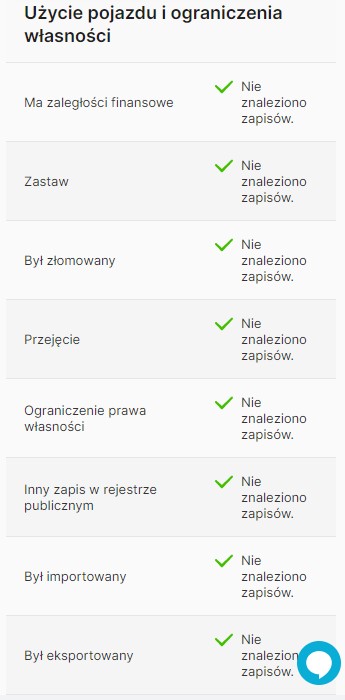 Użycie pojazdu i ograniczenia
własności
Ma zaległości finansowe
Nie
znaleziono
zapisów.
Zastaw
Nie
znaleziono
zapisów.
Był złomowany
Nie
znaleziono
zapisów.
Przejęcie
Nie
znaleziono
zapisów.
Ograniczenie prawa
własności
Nie
znaleziono
zapisów.
Inny zapis w rejestrze
publicznym
Nie
znaleziono
zapisów.
Był importowany
Nie
znaleziono
zapisów.
Był eksportowany
Nie
znalezion
zapisów.